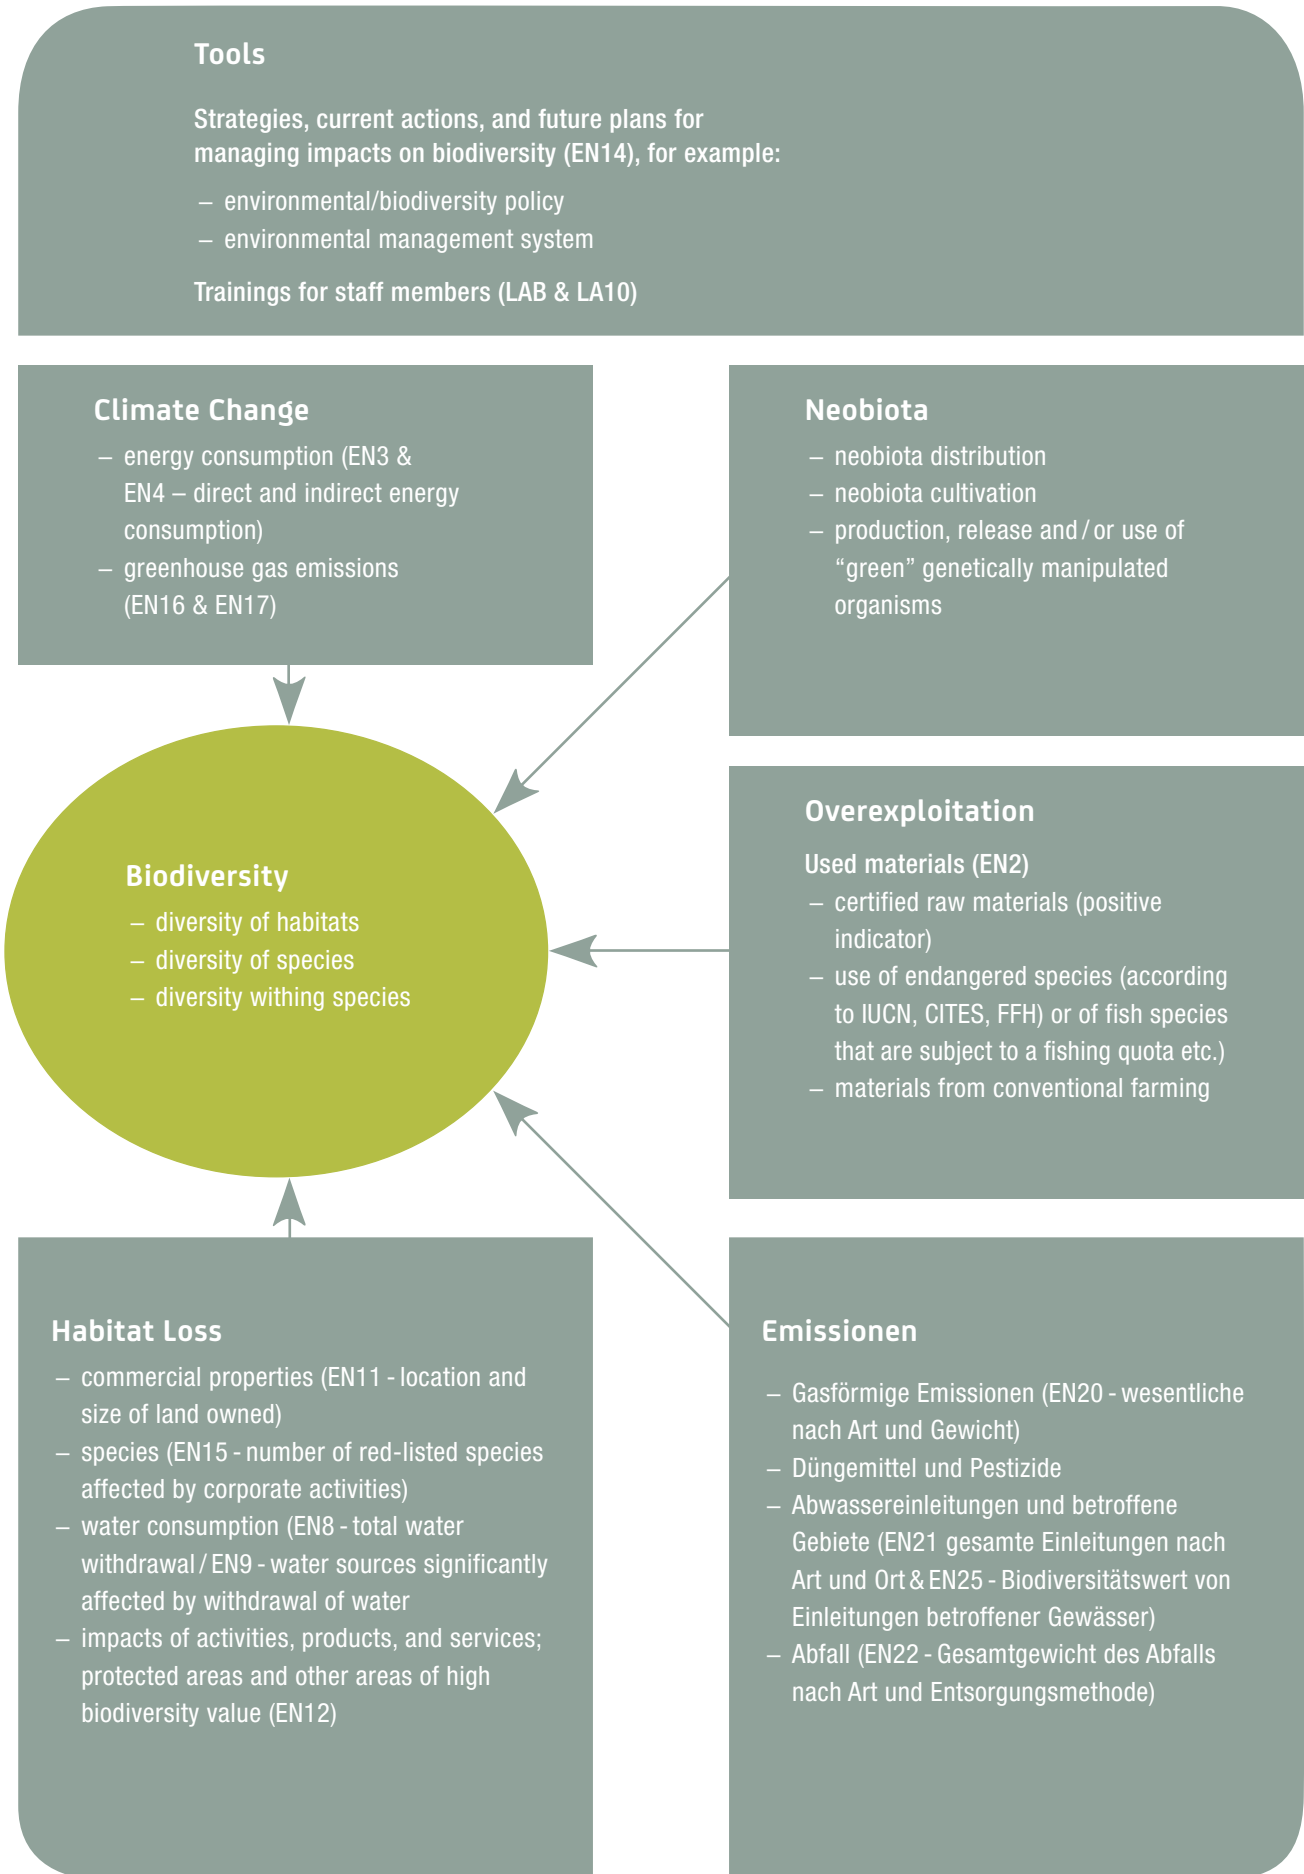 Tools
Strategies, current actions, and future plans for
managing impacts on biodiversity (EN14), for example:
– environmental/biodiversity policy
– environmental management system
Trainings for staff members (LAB & LA10)
Climate Change
– energy consumption (EN3 &
EN4 – direct and indirect energy
consumption)
– greenhouse gas emissions
(EN16 & EN17)
Neobiota
– neobiota distribution
– neobiota cultivation
– production, release and / or use of
“green” genetically manipulated
organisms
Biodiversity
– diversity of habitats
– diversity of species
– diversity withing species
Overexploitation
Used materials (EN2)
– certified raw materials (positive
indicator)
– use of endangered species (according
to IUCN, CITES, FFH) or of fish species
that are subject to a fishing quota etc.)
– materials from conventional farming
Habitat Loss
– commercial properties (EN11 - location and
size of land owned)
– species (EN15 - number of red-listed species
affected by corporate activities)
– water consumption (EN8 - total water
withdrawal / EN9 - water sources significantly
affected by withdrawal of water
– impacts of activities, products, and services;
protected areas and other areas of high
biodiversity value (EN12)
Emissionen
– Gasförmige Emissionen (EN20 - wesentliche
nach Art und Gewicht)
– Düngemittel und Pestizide
– Abwassereinleitungen und betroffene
Gebiete (EN21 gesamte Einleitungen nach
Art und Ort & EN25 - Biodiversitätswert von
Einleitungen betroffener Gewässer)
– Abfall (EN22 - Gesamtgewicht des Abfalls
nach Art und Entsorgungsmethode)